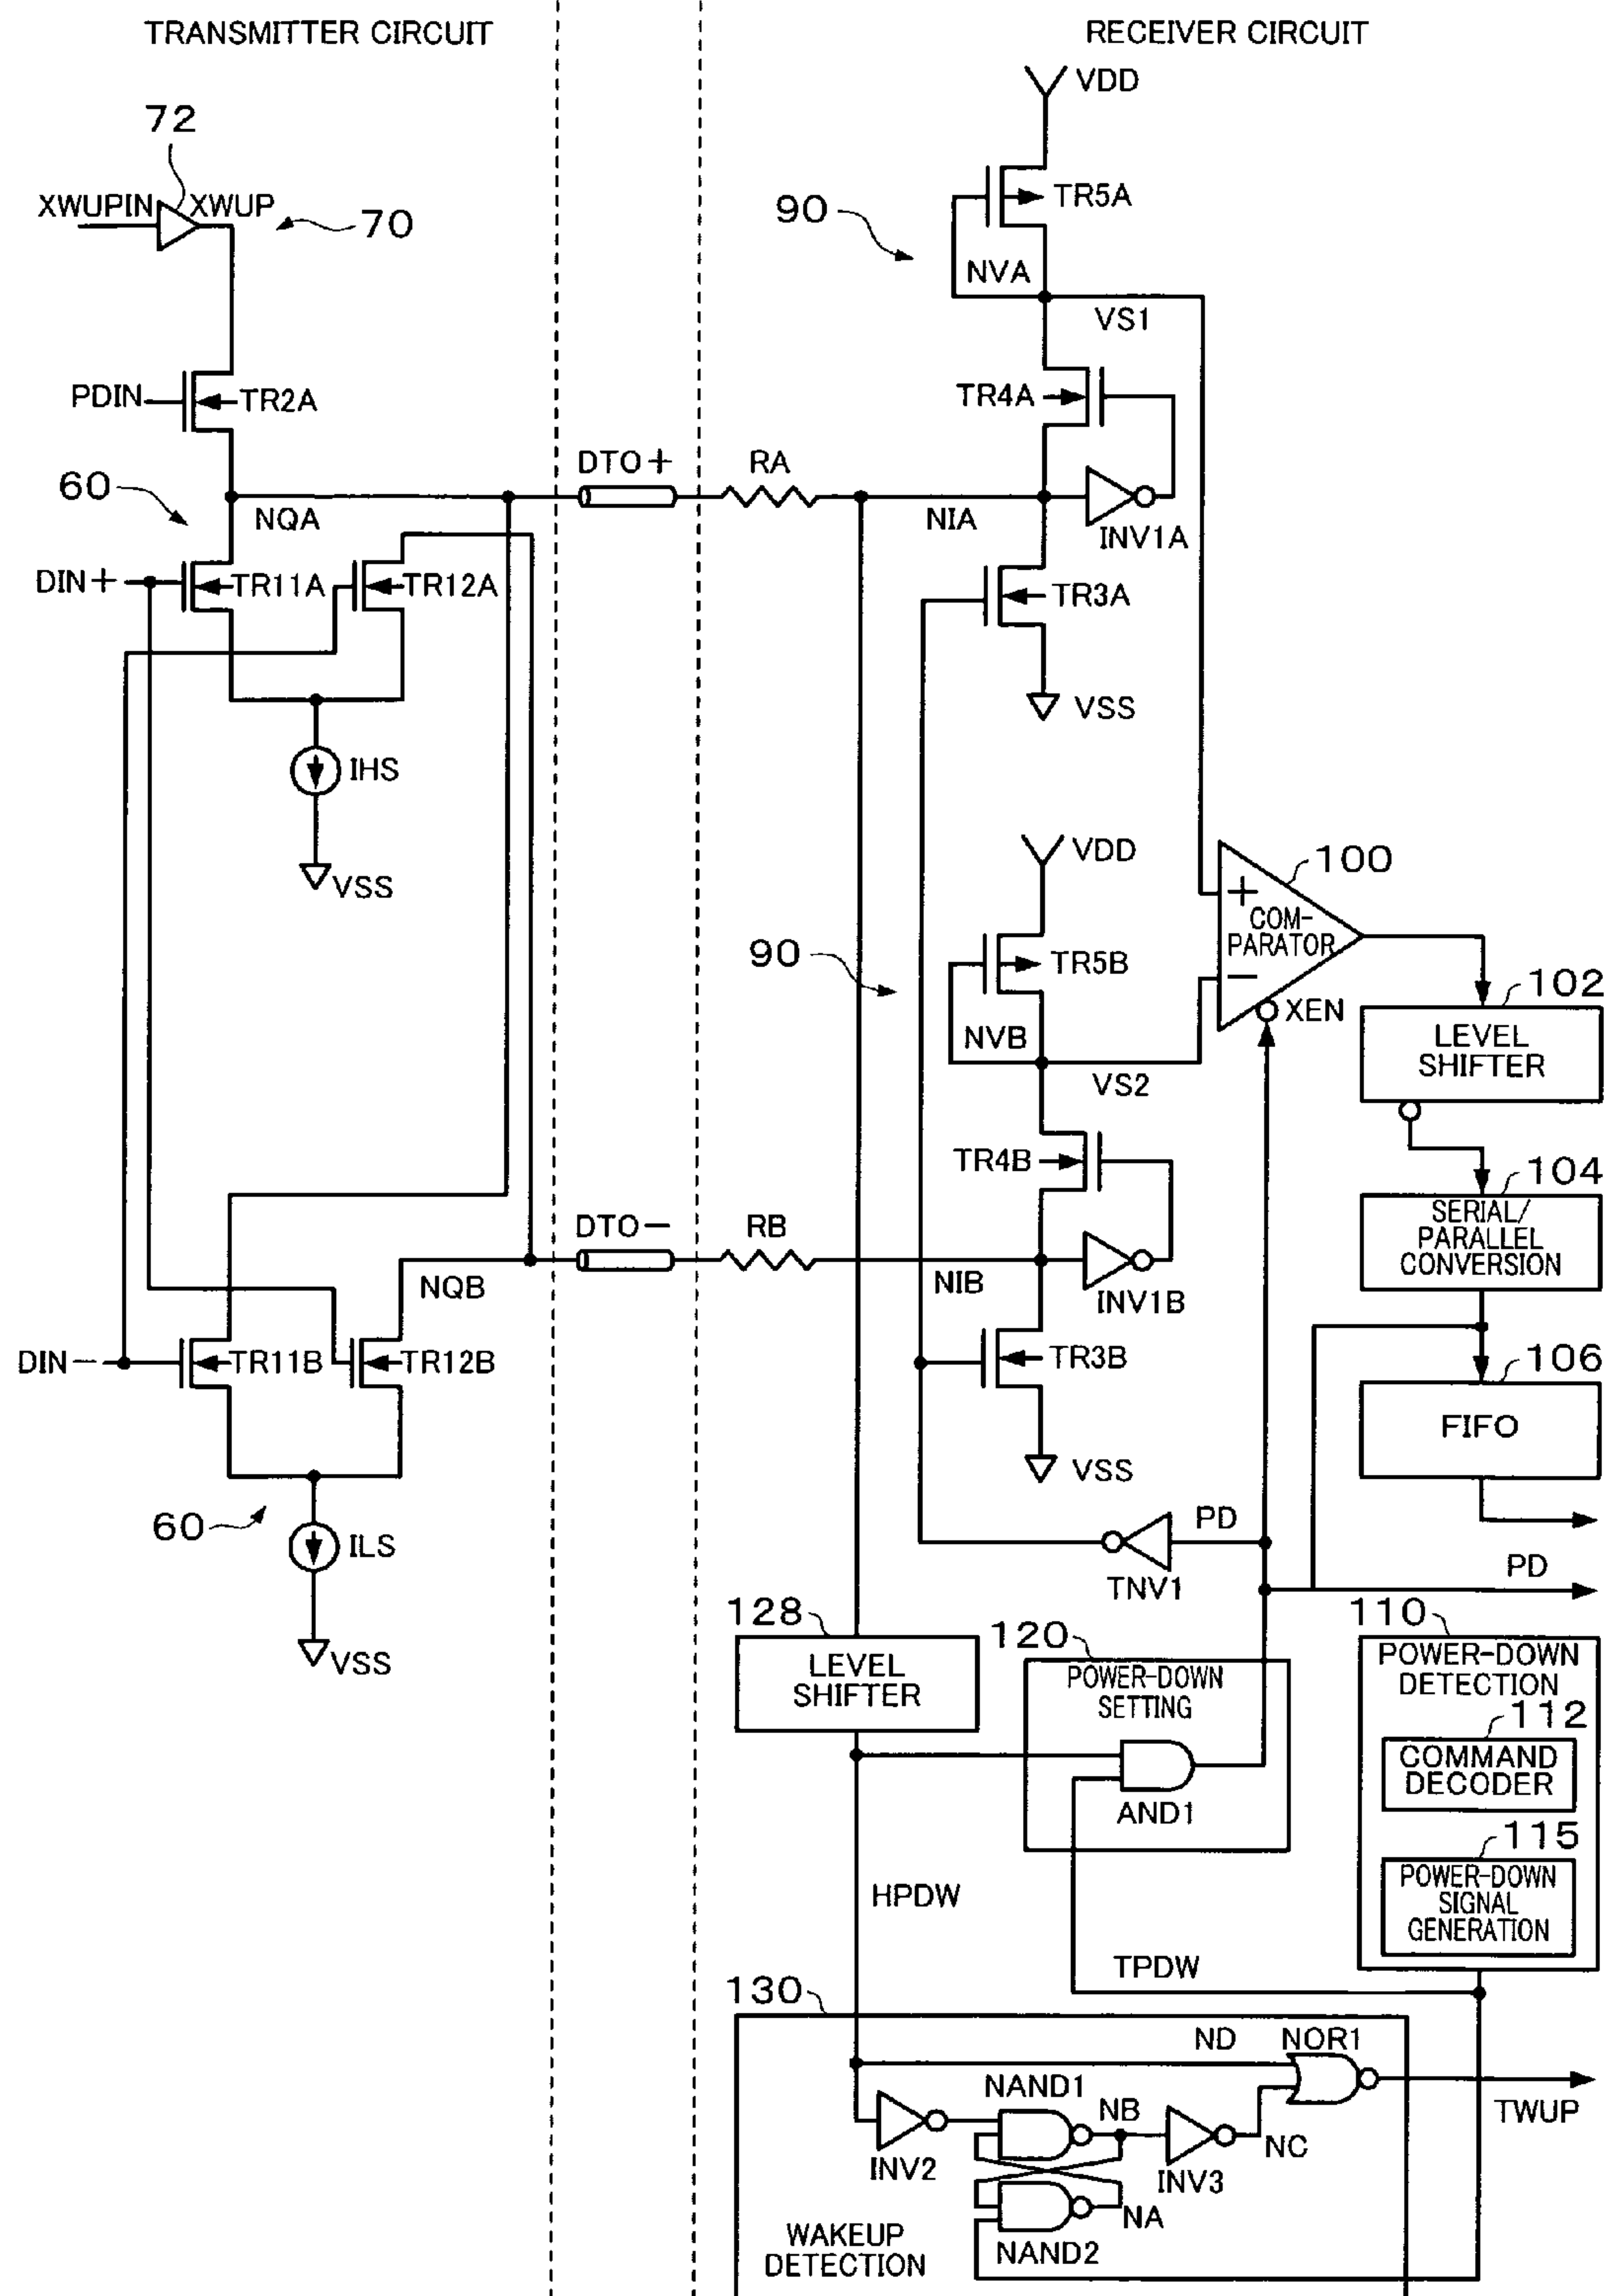 TRANSMITTER CIRCUIT
RECEIVER CIRCUIT
VDD
72
XWUPIN
XWUP
70
90
TR5A
NVA
VS1
PDIN
TR2A
TR4A
60
DTO+
RA
NQA
NIA
INV1A
DIN+
TR11A
TR12A
TR3A
VSS
IHS
VSS
VDD
100
+
COM-
PARATOR
−
90
TR5B
XEN
102
NVB
VS2
LEVEL
SHIFTER
TR4B
104
SERIAL/
PARALLEL
CONVERSION
DTO−
RB
NQB
NIB
INV1B
DIN−
TR11B
TR12B
TR3B
106
FIFO
VSS
60
ILS
PD
TNV1
PD
VSS
128
LEVEL
SHIFTER
120
POWER-DOWN
SETTING
AND1
110
POWER-DOWN
DETECTION
112
COMMAND
DECODER
115
POWER-DOWN
SIGNAL
GENERATION
HPDW
TPDW
130
ND
NOR1
NAND1
NB
TWUP
INV2
INV3
NC
NA
NAND2
WAKEUP
DETECTION